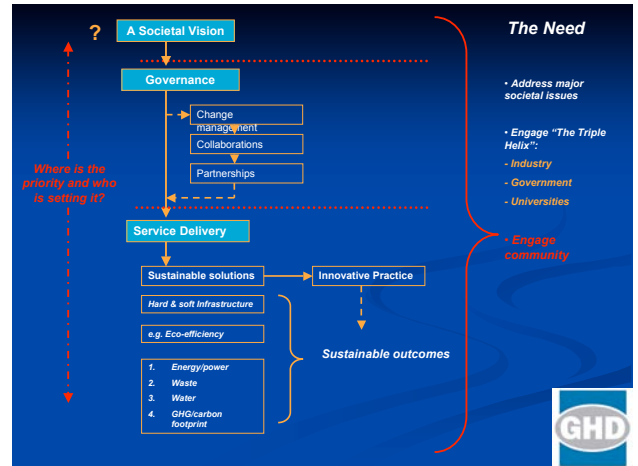 ?
A Societal Vision
Governance
Change
management
Collaborations
Partnerships
Where is the
priority and who
is setting it?
Service Delivery
Sustainable solutions
Innovative Practice
Hard & soft Infrastructure
e.g. Eco-efficiency
1. Energy/power
2. Waste
3. Water
4. GHG/carbon
footprint
Sustainable outcomes
The Need
• Address major
societal issues
• Engage “The Triple
Helix”:
- Industry
- Government
- Universities
• Engage
community
GHD